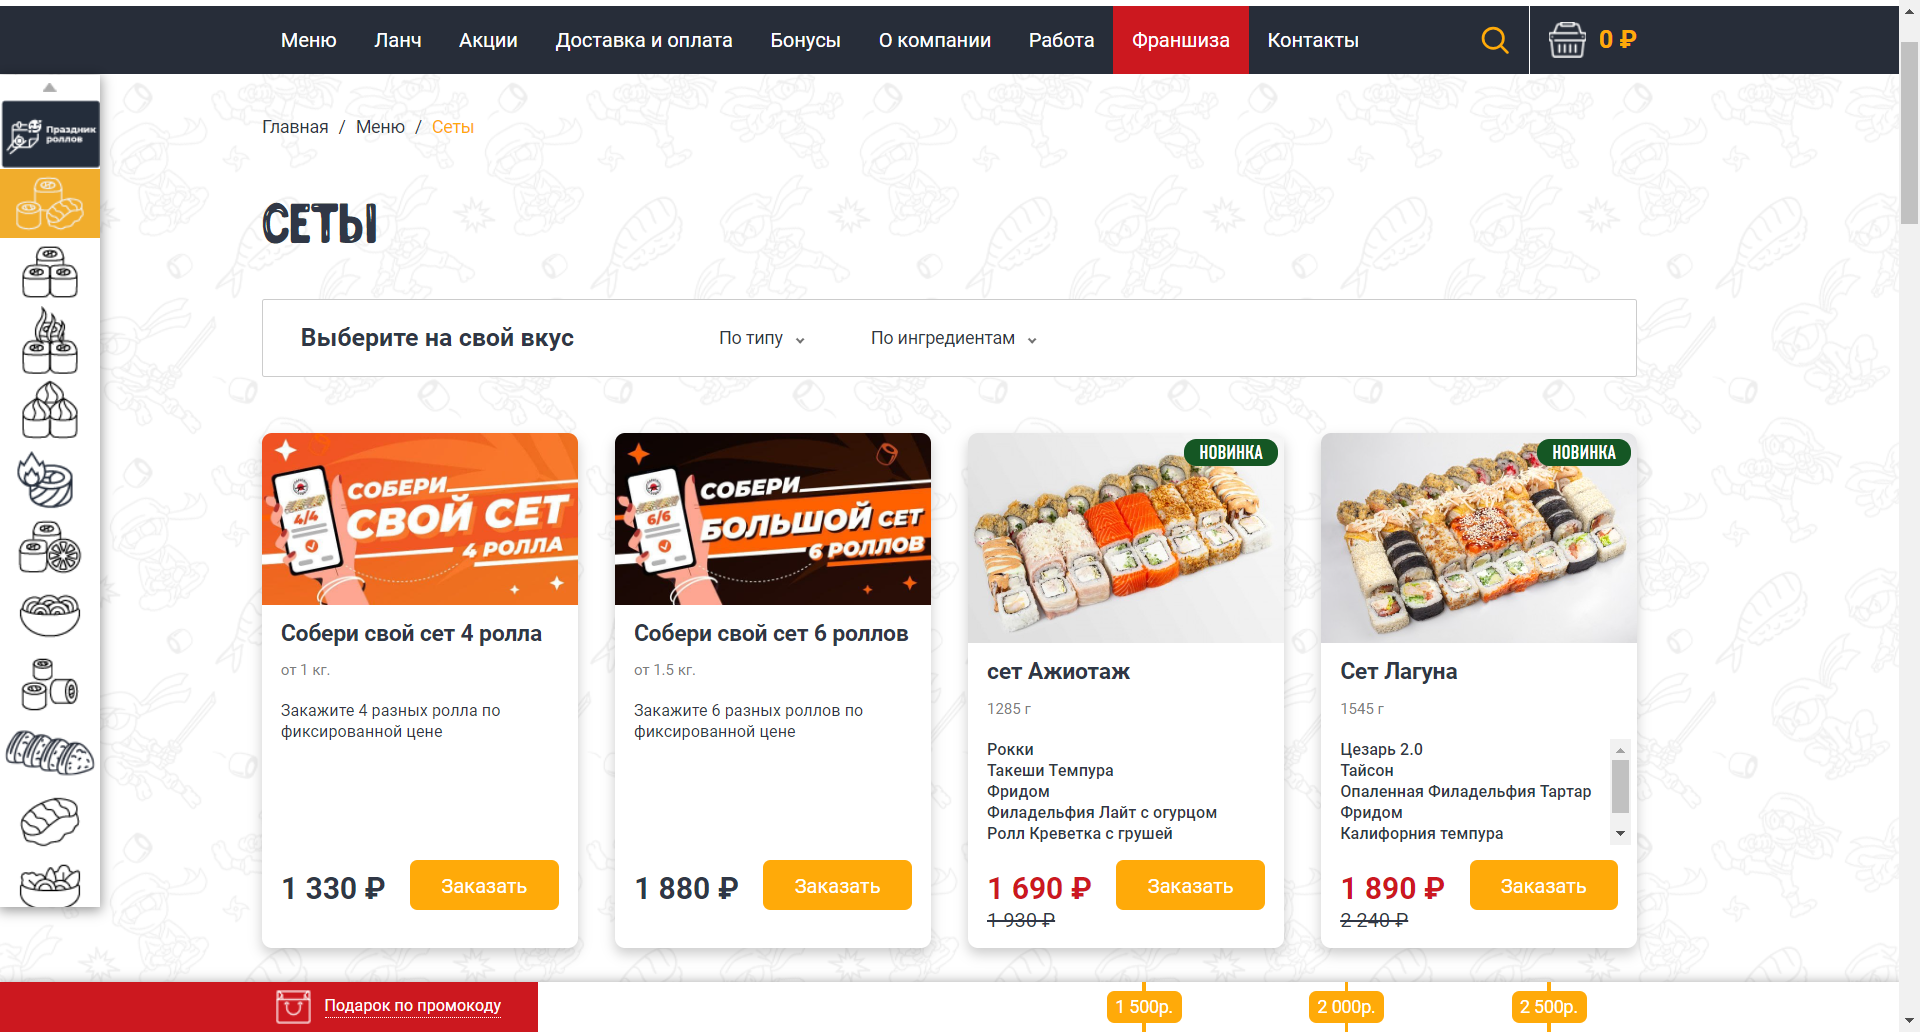 Меню Ланч Акции Доставка и оплата Бонусы О компании Работа Франшиза Контакты 0 ₽
Праздник
роллов
Главная / Меню / Сеты
СЕТЫ
Выберите на свой вкус По типу По ингредиентам
СОБЕРИ
СВОЙ СЕТ
4 РОЛЛА
4/4
Собери свой сет 4 ролла
от 1 кг.
Закажите 4 разных ролла по
фиксированной цене
1 330 ₽ Заказать
СОБЕРИ
БОЛЬШОЙ СЕТ
6 РОЛЛОВ
6/6
Собери свой сет 6 роллов
от 1.5 кг.
Закажите 6 разных роллов по
фиксированной цене
1 880 ₽ Заказать
НОВИНКА
сет Ажиотаж
1285 г
Рокки
Такеши Темпура
Фридом
Филадельфия Лайт с огурцом
Ролл Креветка с грушей
1 690 ₽ Заказать
1 930 ₽
НОВИНКА
Сет Лагуна
1545 г
Цезарь 2.0
Тайсон
Опаленная Филадельфия Тартар
Фридом
Калифорния темпура
1 890 ₽ Заказать
2 240 ₽
Подарок по промокоду 1 500р. 2 000р. 2 500р.